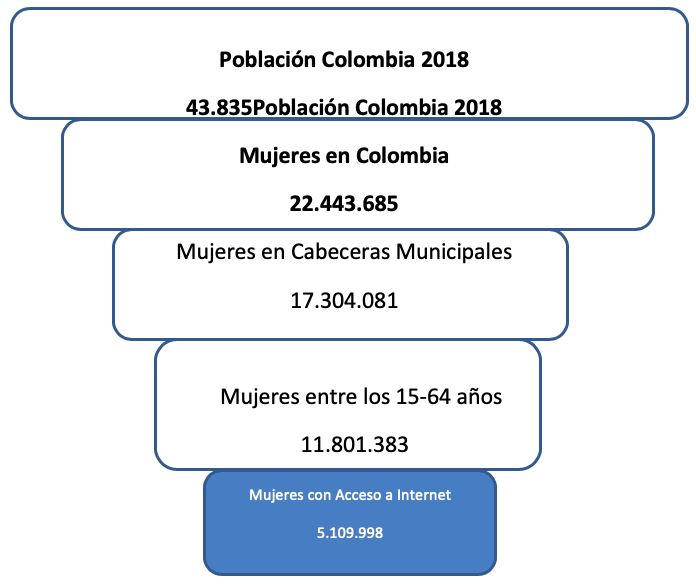 Población Colombia 2018
43.835Población Colombia 2018
Mujeres en Colombia
22.443.685
Mujeres en Cabeceras Municipales
17.304.081
Mujeres entre los 15-64 años
11.801.383
Mujeres con Acceso a Internet
5.109.998